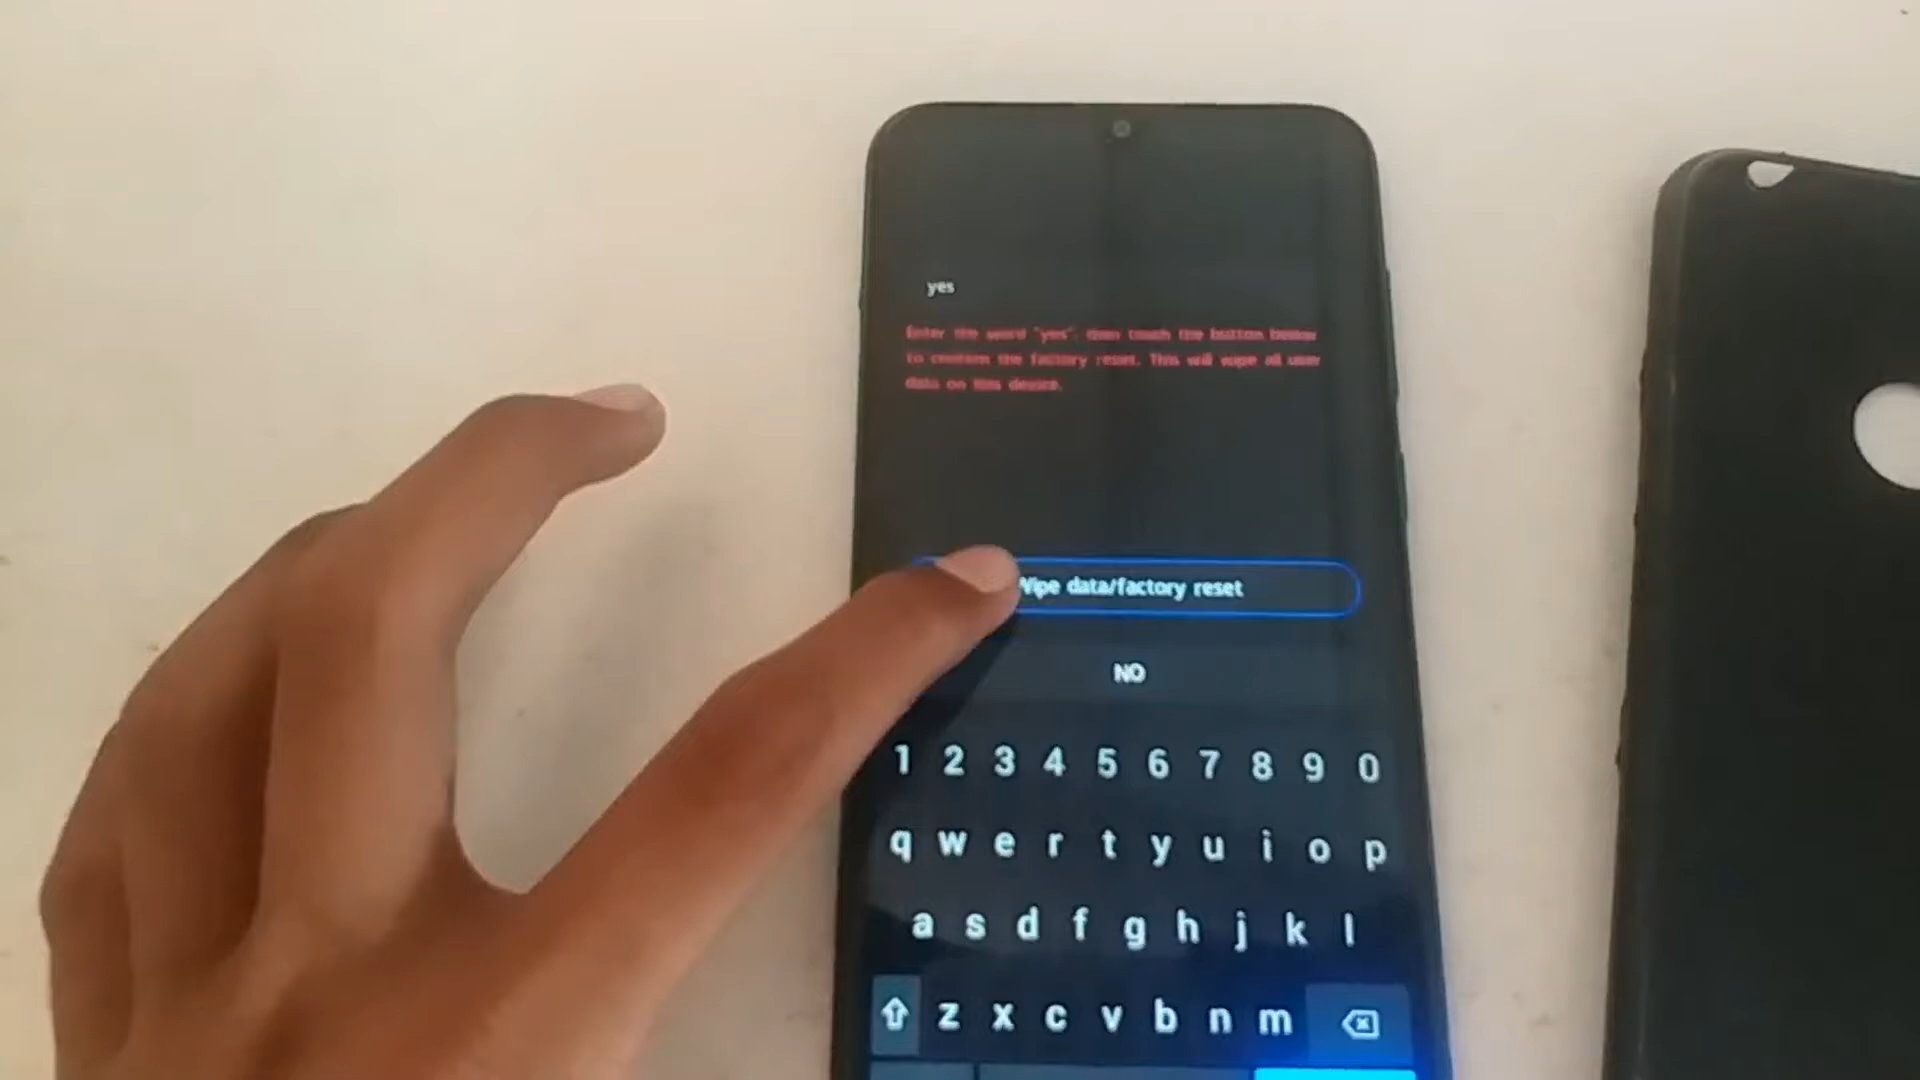 yes
Enter the word "yes", then touch the button below
to confirm the factory reset. This will wipe all user
data on this device.
Wipe data/factory reset
NO
1 2 3 4 5 6 7 8 9 0
q w e r t y u i o p
a s d f g h j k l
z x c v b n m